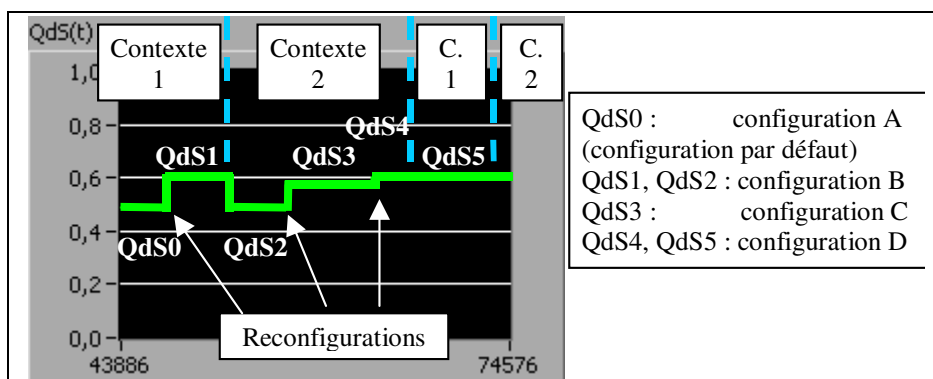 QdS(t)
Contexte
1
Contexte
2
C.
1
C.
2
1,0
0,8
0,6
0,4
0,2
0,0
QdS4
QdS1
QdS3
QdS5
QdS0
QdS2
Reconfigurations
43886
74576
QdS0 : configuration A
(configuration par défaut)
QdS1, QdS2 : configuration B
QdS3 : configuration C
QdS4, QdS5 : configuration D